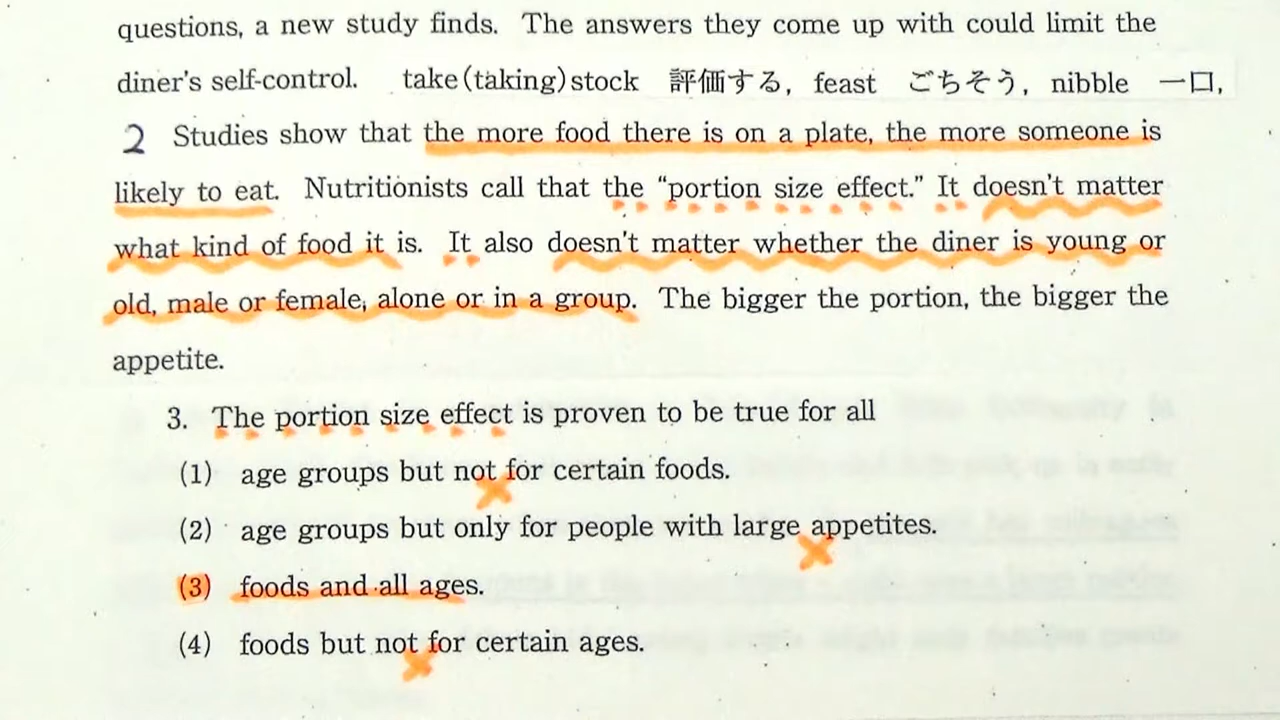 questions, a new study finds. The answers they come up with could limit the
diner's self-control. take(taking)stock 評価する, feast ごちそう, nibble 一口,
2 Studies show that the more food there is on a plate, the more someone is
likely to eat. Nutritionists call that the “portion size effect.” It doesn't matter
what kind of food it is. It also doesn't matter whether the diner is young or
old, male or female, alone or in a group. The bigger the portion, the bigger the
appetite.
3. The portion size effect is proven to be true for all
(1) age groups but not for certain foods.
(2) age groups but only for people with large appetites.
(3) foods and all ages.
(4) foods but not for certain ages.